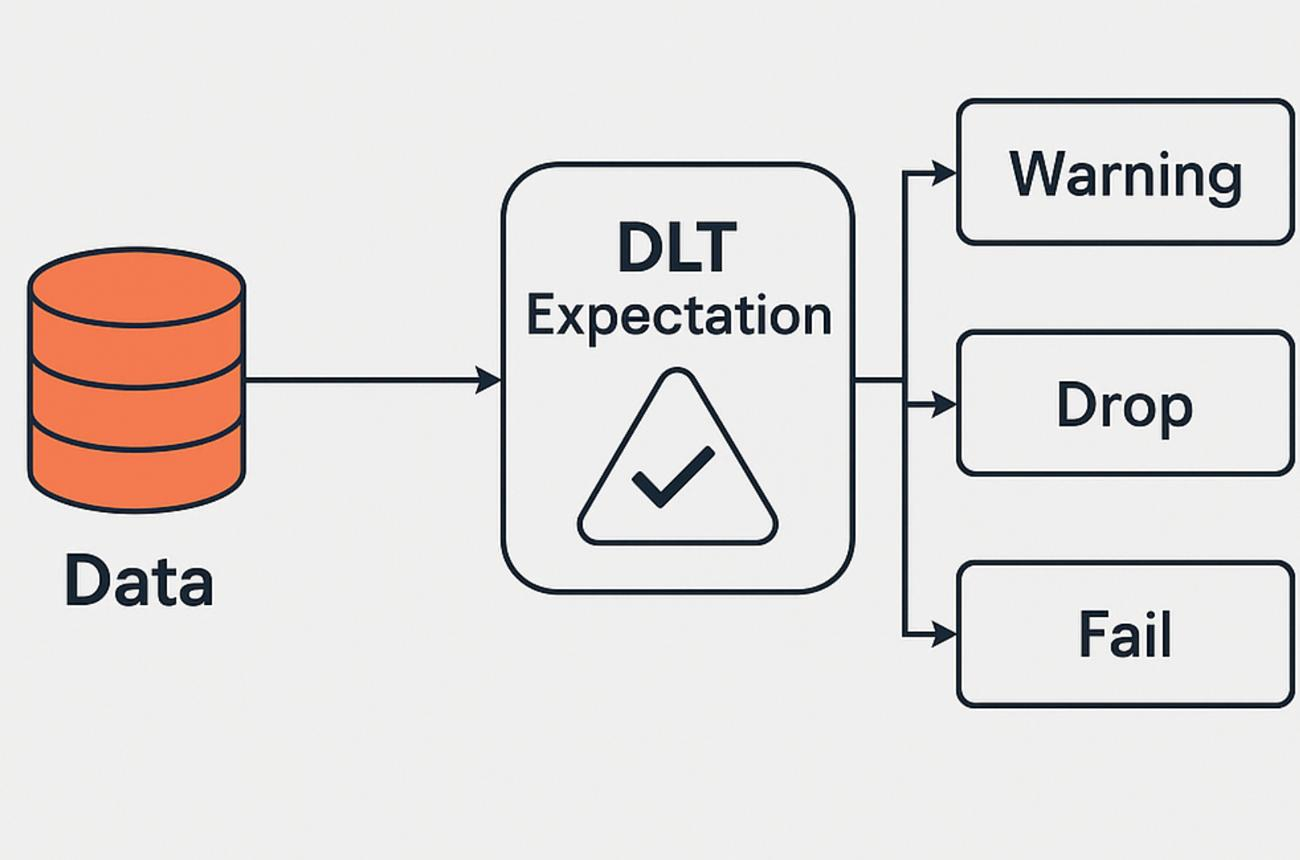 Data
DLT
Expectation
Warning
Drop
Fail